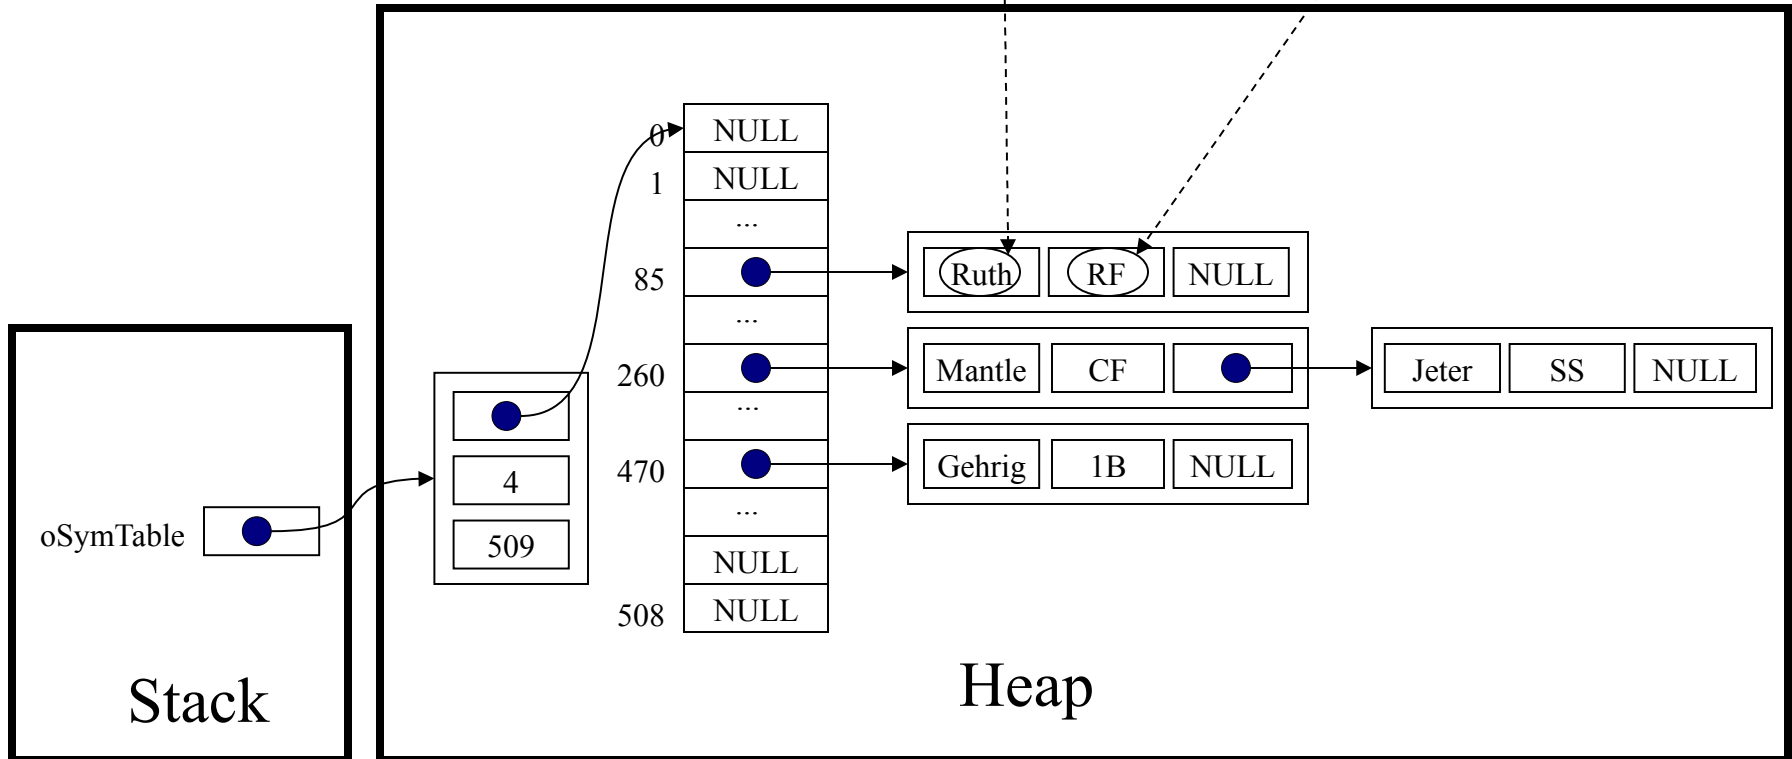 0 NULL
1 NULL
...
85 Ruth RF NULL
...
260 Mantle CF Jeter SS NULL
...
4
470 Gehrig 1B NULL
...
oSymTable
509
NULL
508 NULL
Stack
Heap